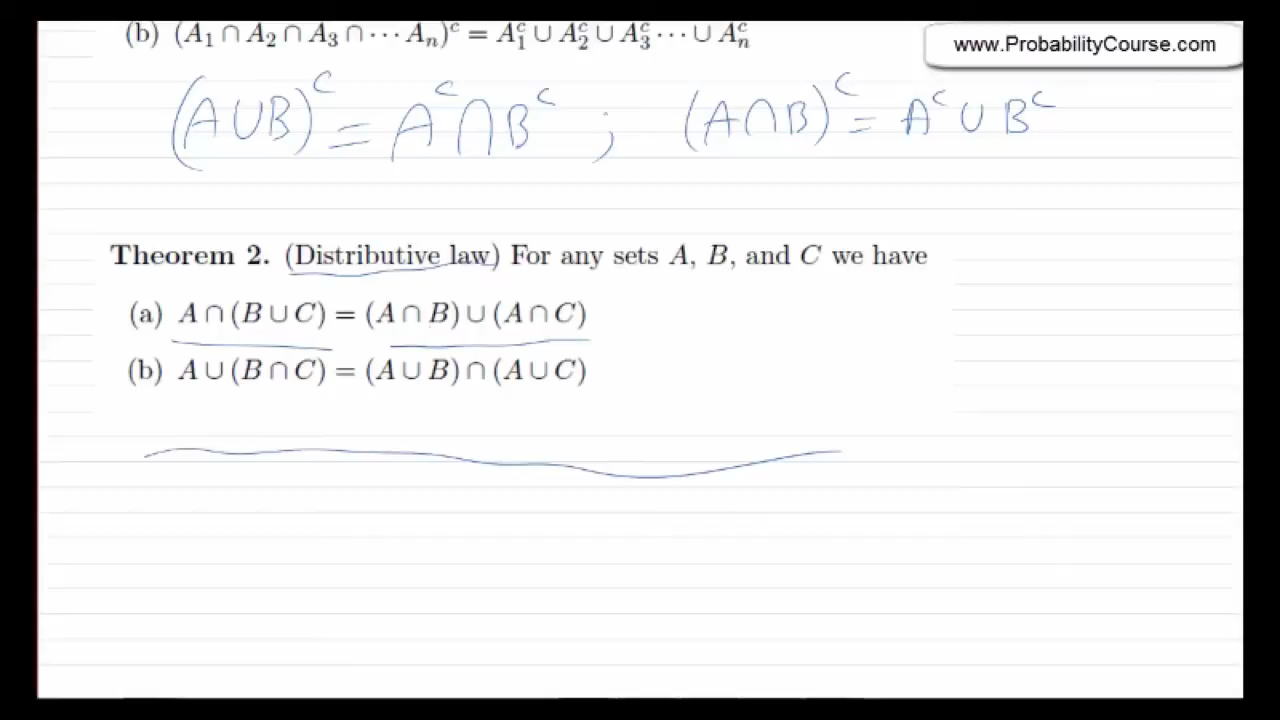 (b) (A₁ ∩ A₂ ∩ A₃ ∩ ⋯ Aₙ)ᶜ = A₁ᶜ ∪ A₂ᶜ ∪ A₃ᶜ ⋯ ∪ Aₙᶜ
www.ProbabilityCourse.com
(A∪B)ᶜ = Aᶜ ∩ Bᶜ ; (A∩B)ᶜ = Aᶜ ∪ Bᶜ
Theorem 2. (Distributive law) For any sets A, B, and C we have
(a) A ∩ (B ∪ C) = (A ∩ B) ∪ (A ∩ C)
(b) A ∪ (B ∩ C) = (A ∪ B) ∩ (A ∪ C)